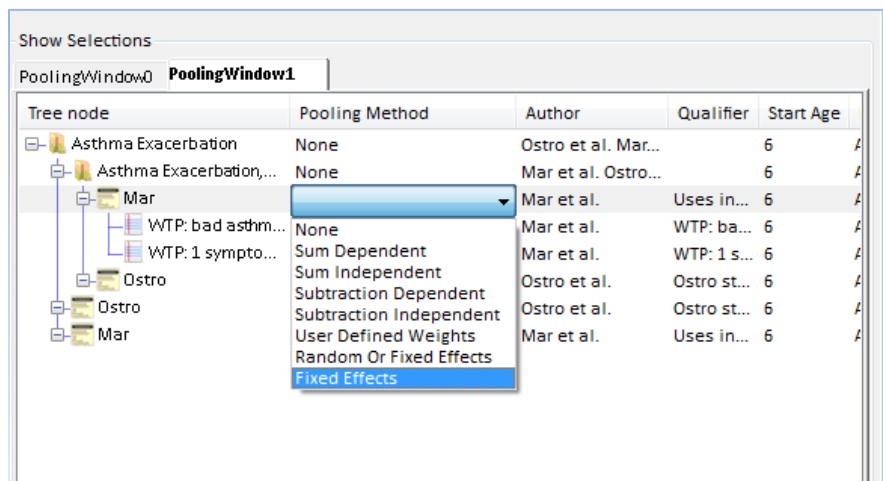 Show Selections
PoolingWindow0 PoolingWindow1
Tree node Pooling Method Author Qualifier Start Age
Asthma Exacerbation None Ostro et al. Mar... 6 A
Asthma Exacerbation,... None Mar et al. Ostro... 6 A
Mar Mar et al. Uses in... 6 A
WTP: bad asthm... None WTP: ba... 6 A
Sum Dependent
WTP: 1 sympto... Sum Independent Mar et al. WTP: 1 s... 6 A
Ostro Subtraction Dependent Ostro et al. Ostro st... 6 A
Ostro Subtraction Independent Ostro et al. Ostro st... 6 A
Mar User Defined Weights Mar et al. Uses in... 6 A
Random Or Fixed Effects
Fixed Effects